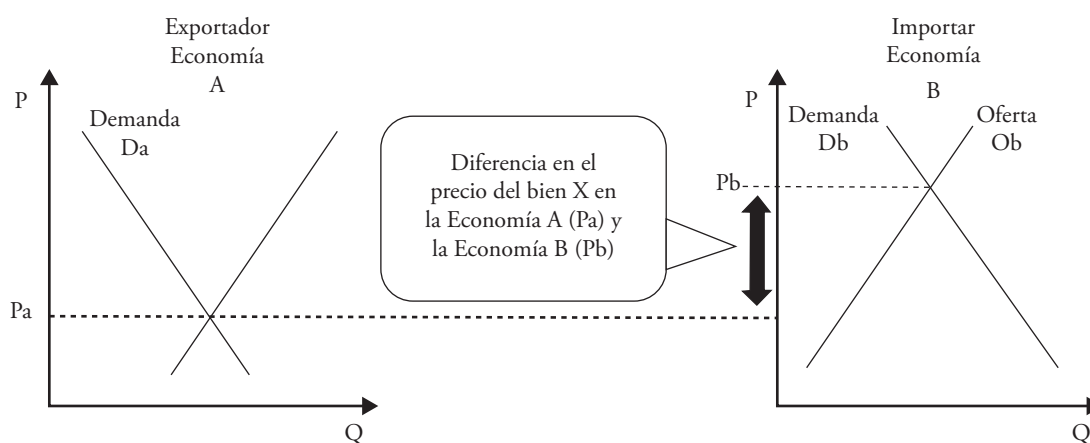 Exportador
Economía
A
P
Demanda
Da
Pa
Q
Diferencia en el
precio del bien X en
la Economía A (Pa) y
la Economía B (Pb)
Importar
Economía
B
P
Demanda
Db
Oferta
Ob
Pb
Q